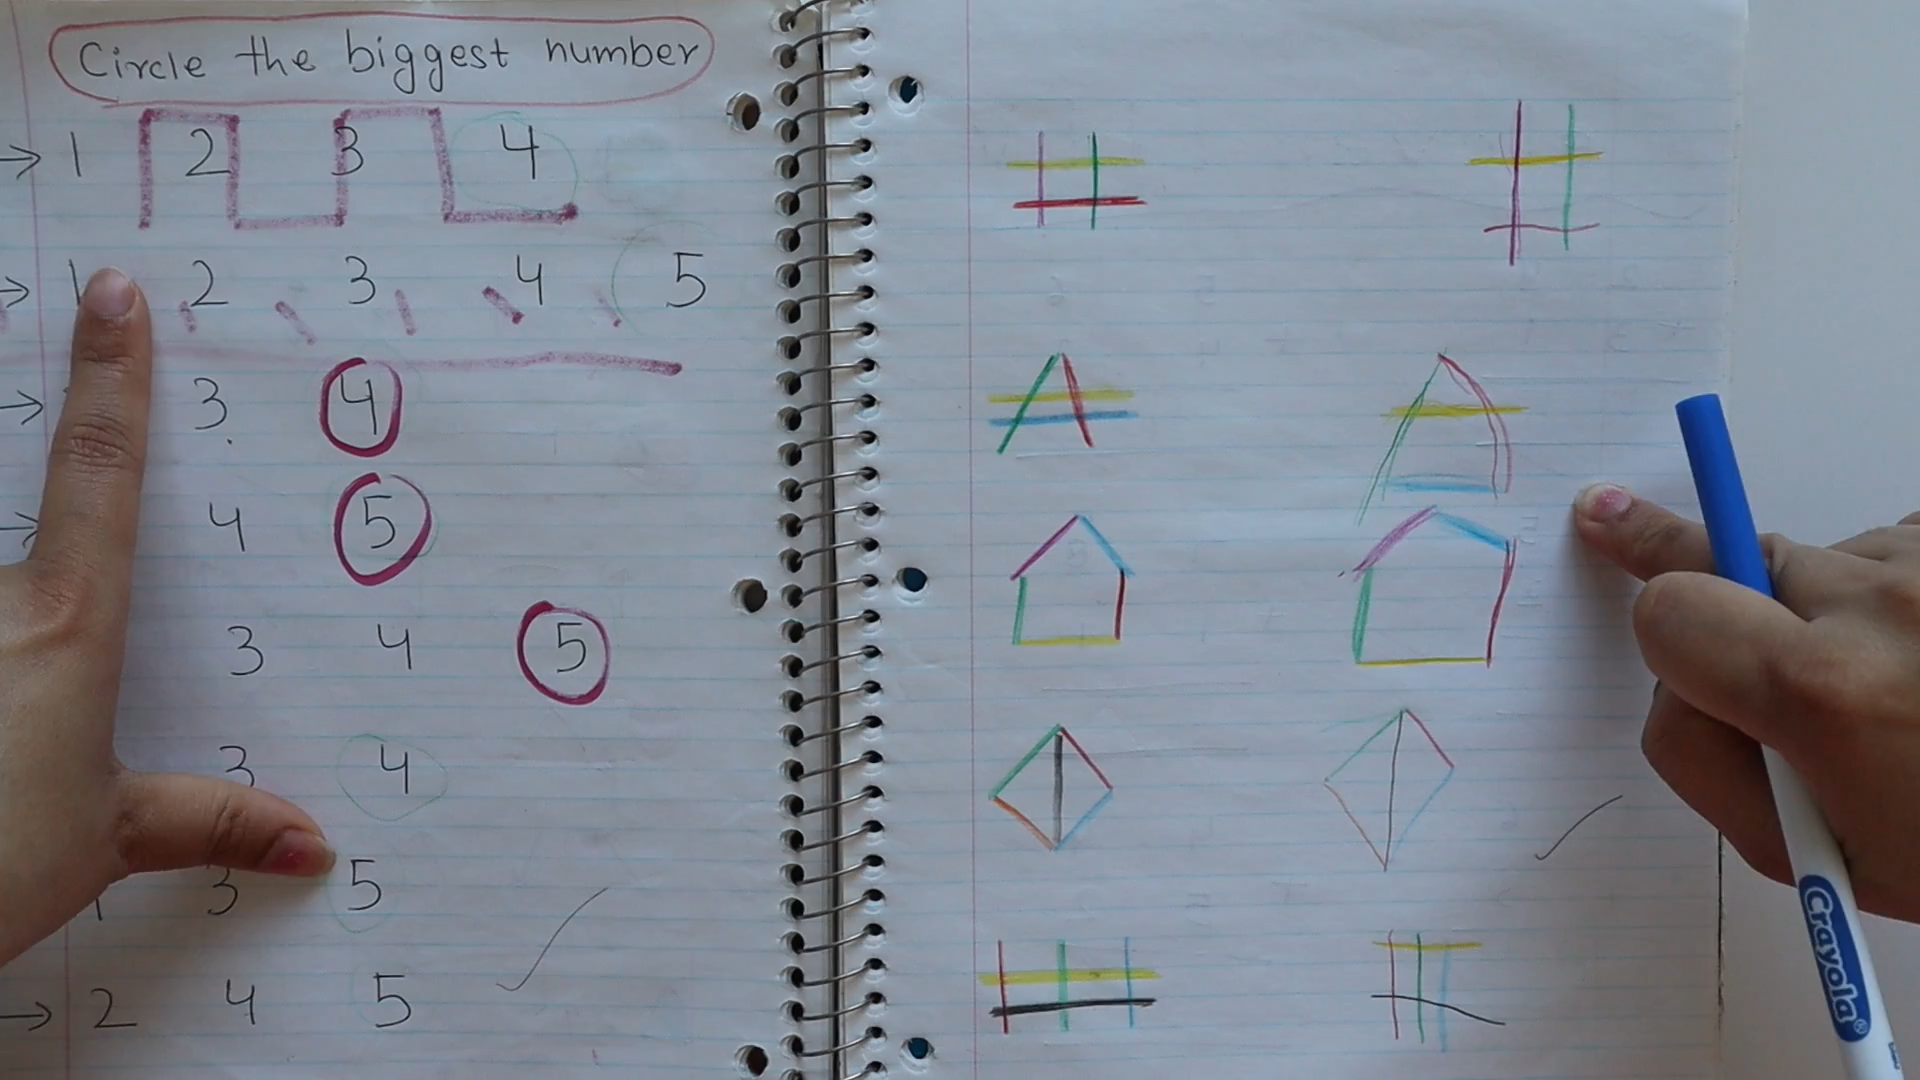 Circle the biggest number
→ 1 2 3 4
→ 1 2 3 4 5
→ 3 4
→ 4 5
3 4 5
3 4
1 3 5
→ 2 4 5
Crayola®